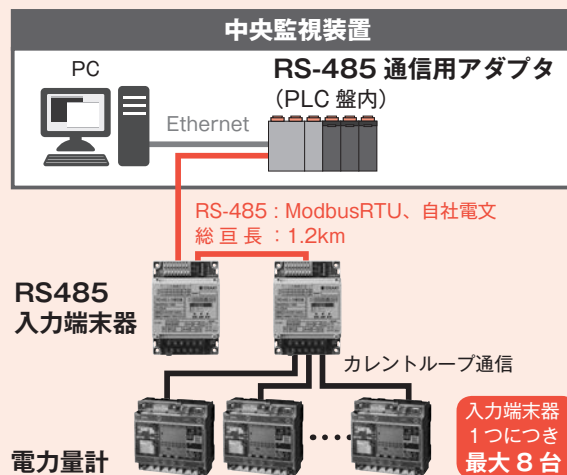 中央監視装置
PC
RS-485 通信用アダプタ
（PLC 盤内）
Ethernet
RS-485 : ModbusRTU、自社電文
総亘長 : 1.2km
RS485
入力端末器
カレントループ通信
入力端末器
1つにつき
最大 8 台
電力量計